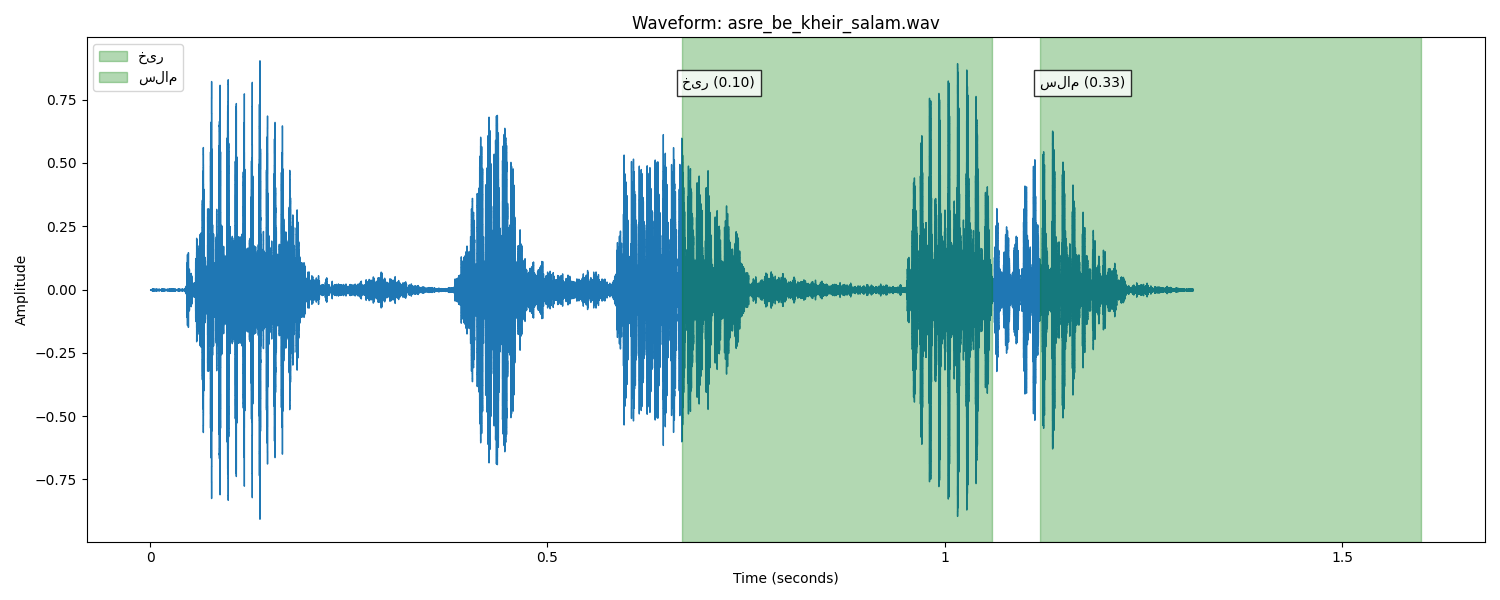 Waveform: asre_be_kheir_salam.wav
خیر
سلام
خیر (0.10)
سلام (0.33)
0.75
0.50
0.25
0.00
−0.25
−0.50
−0.75
Amplitude
0 0.5 1 1.5
Time (seconds)